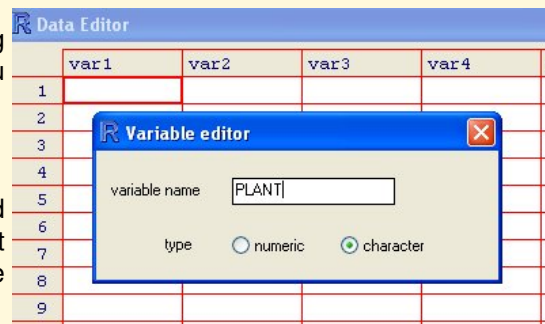 Data Editor
var1 var2 var3 var4
1
2
3
4
5
6
7
8
9
Variable editor
variable name PLANT
type numeric character